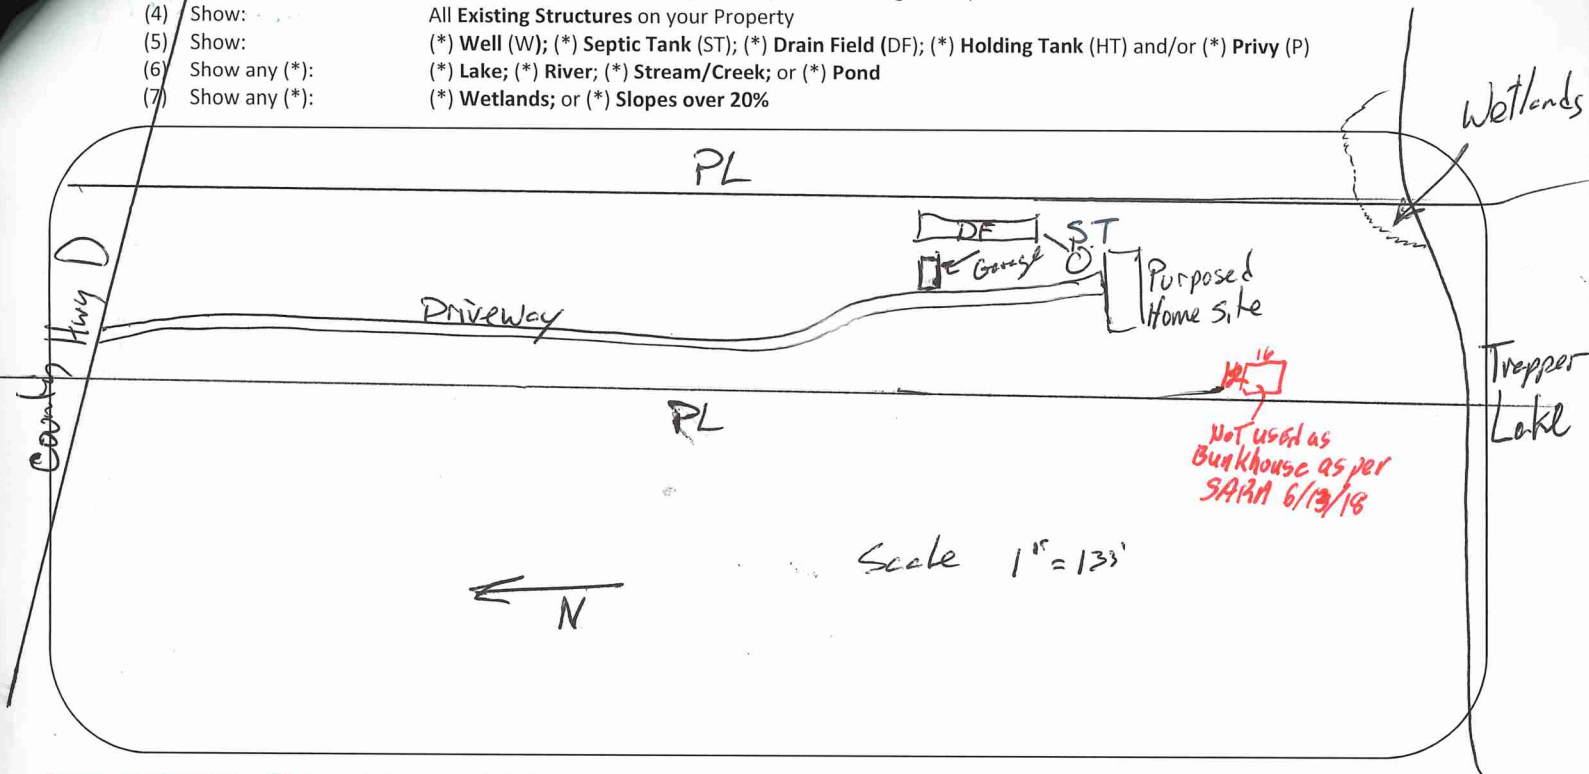 (4) Show: All Existing Structures on your Property
(5) Show: (*) Well (W); (*) Septic Tank (ST); (*) Drain Field (DF); (*) Holding Tank (HT) and/or (*) Privy (P)
(6) Show any (*): (*) Lake; (*) River; (*) Stream/Creek; or (*) Pond
(7) Show any (*): (*) Wetlands; or (*) Slopes over 20%
Wetlands
PL
DF
ST
Garage
Purposed
Home Site
County Hwy D
Driveway
16
Trapper
Lake
PL
NOT used as
Bunkhouse as per
SARA 6/13/18
Scale 1" = 133'
N